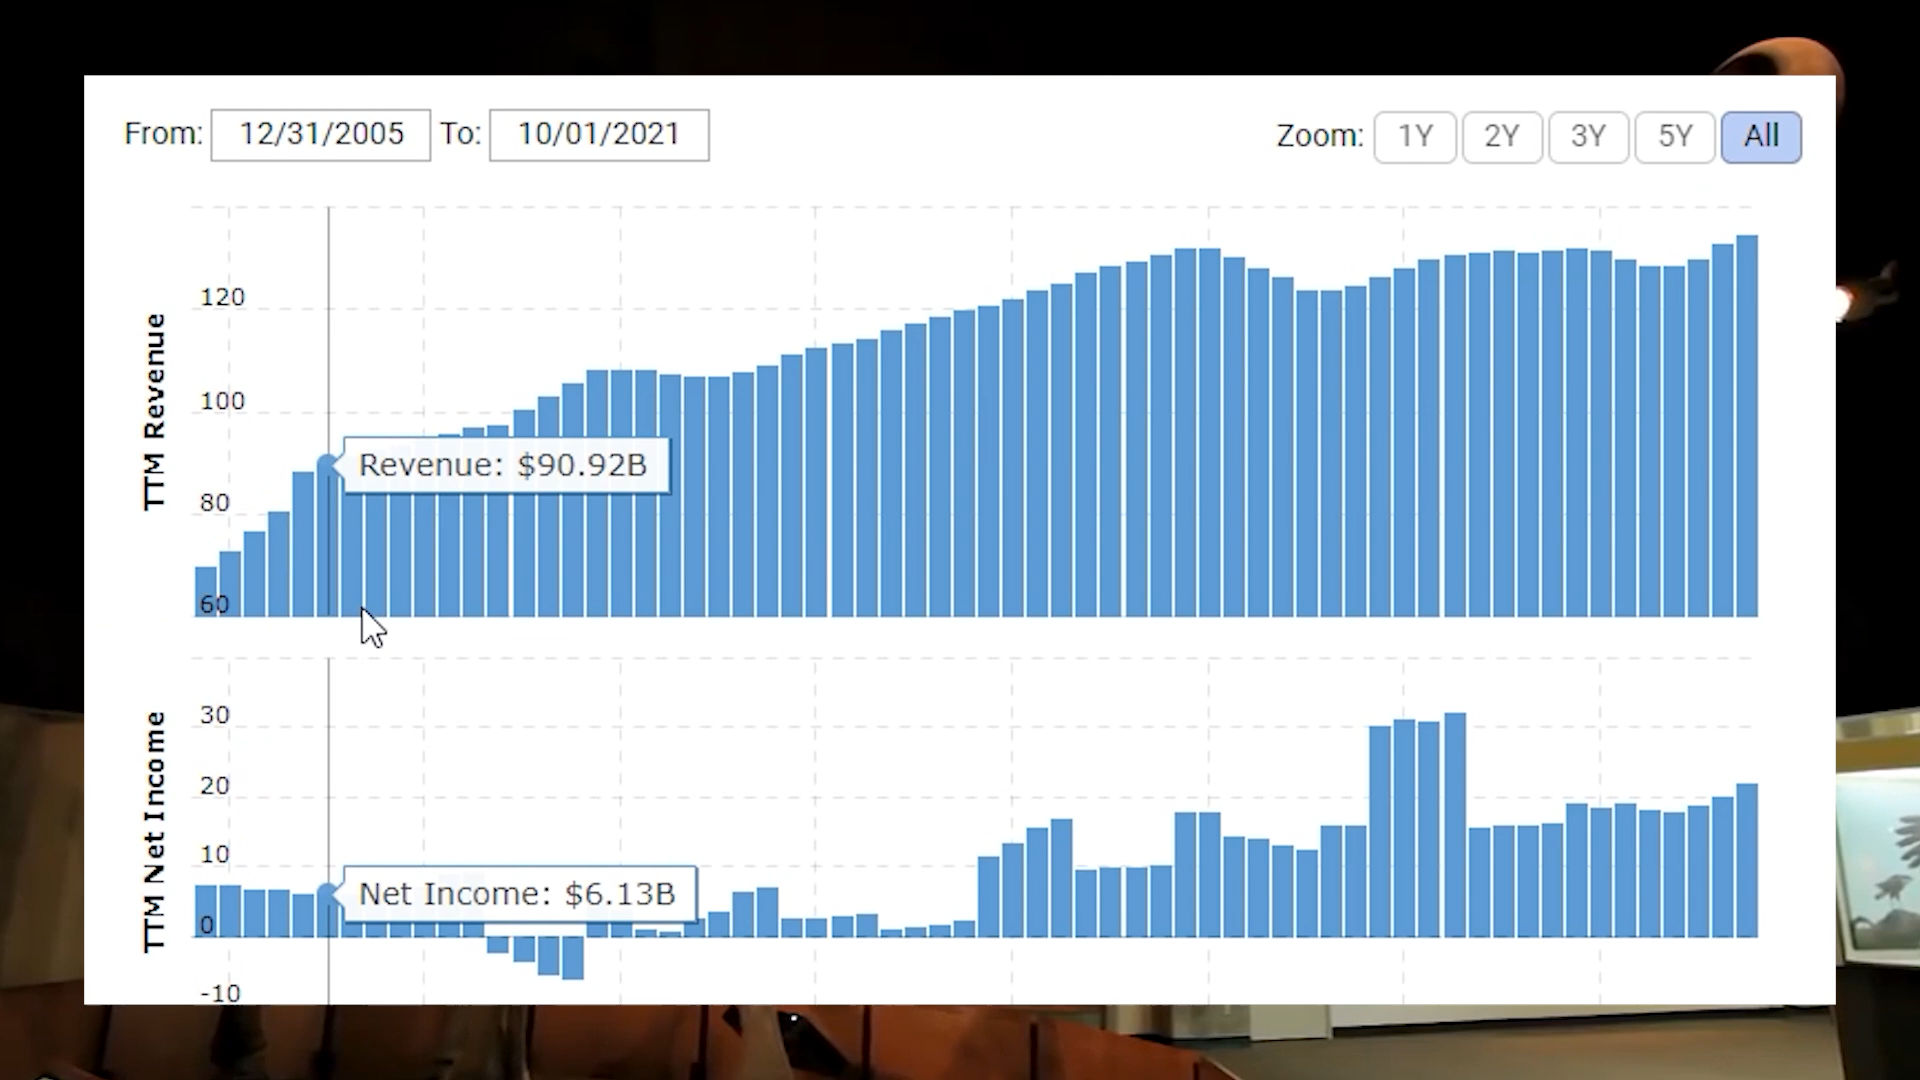 From: 12/31/2005 To: 10/01/2021 Zoom: 1Y 2Y 3Y 5Y All
TTM Revenue
120
100
80
60
Revenue: $90.92B
TTM Net Income
30
20
10
0
-10
Net Income: $6.13B